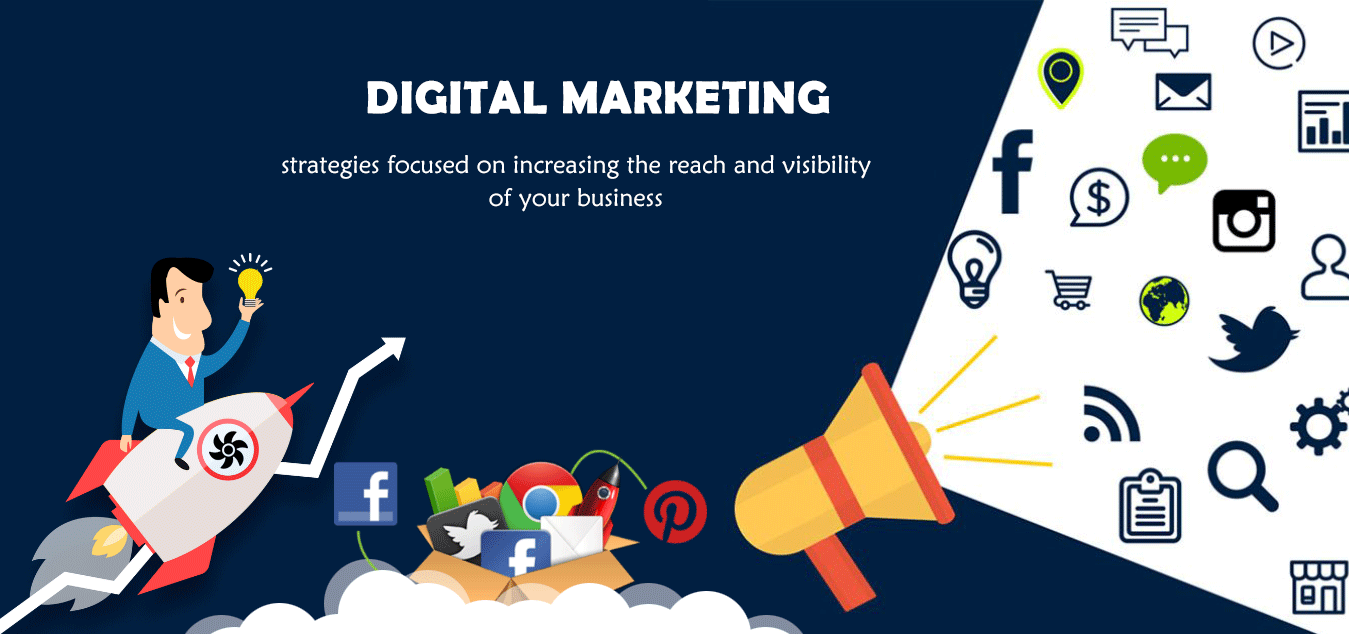 DIGITAL MARKETING
strategies focused on increasing the reach and visibility
of your business